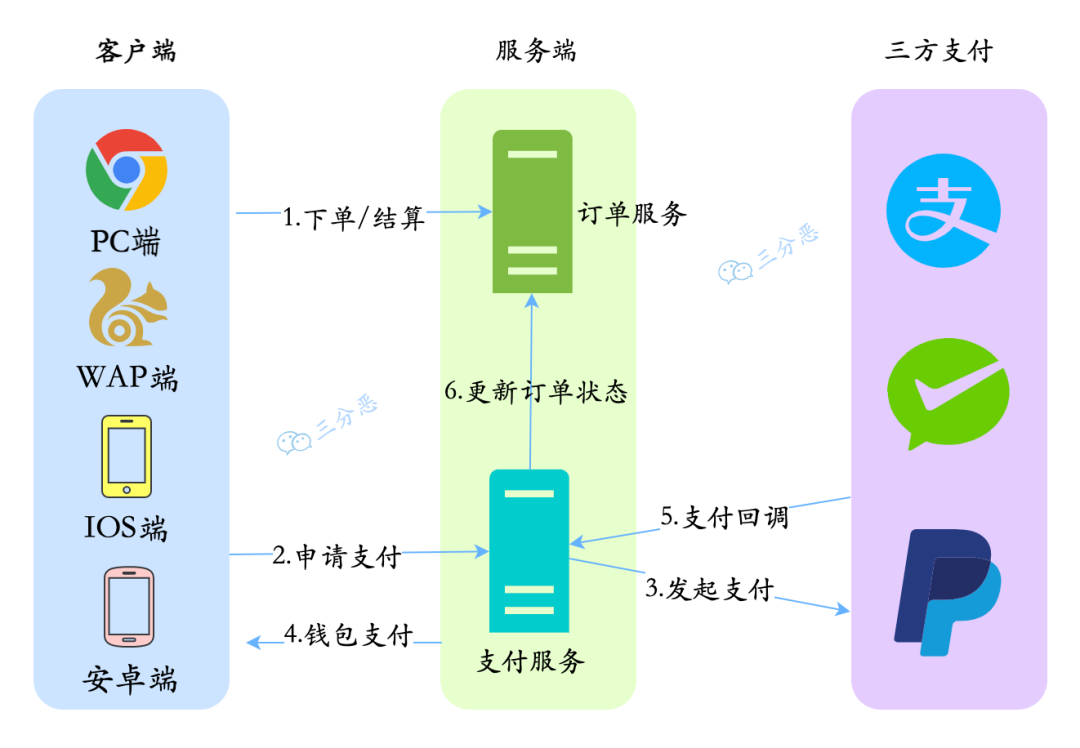 客户端
服务端
三方支付
PC端
WAP端
IOS端
安卓端
1.下单/结算
订单服务
三分恶
6.更新订单状态
三分恶
5.支付回调
2.申请支付
3.发起支付
4.钱包支付
支付服务
支